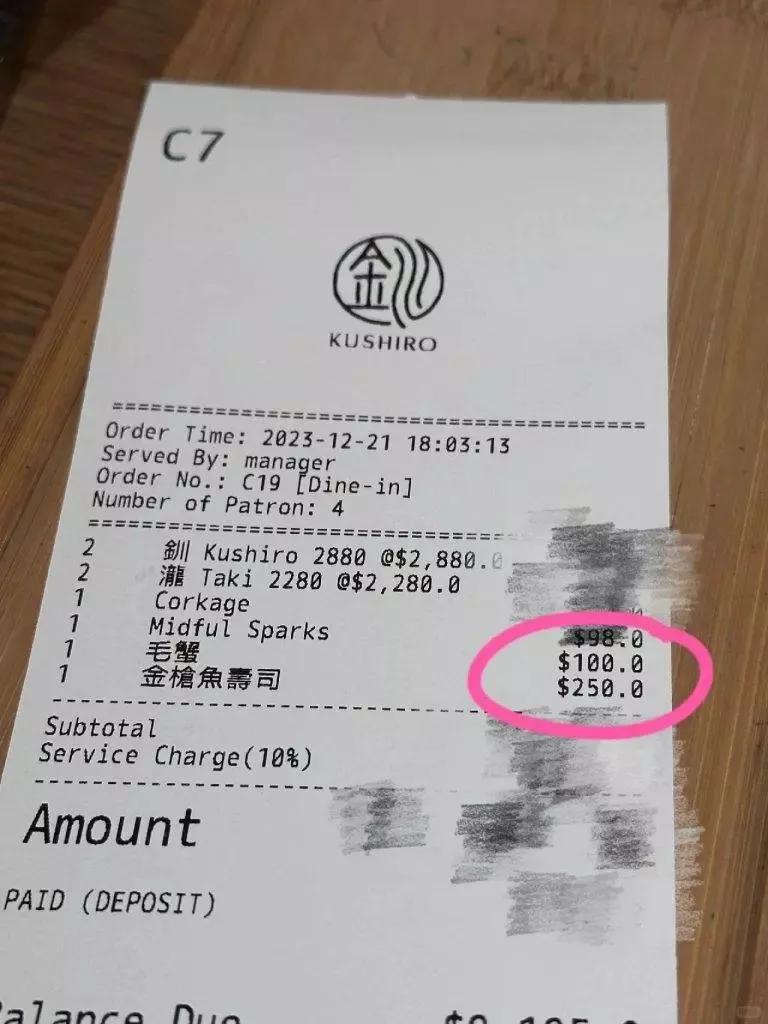 C7
釧
KUSHIRO
Order Time: 2023-12-21 18:03:13
Served By: manager
Order No.: C19 [Dine-in]
Number of Patron: 4
2 釧 Kushiro 2880 @$2,880.0
2 瀧 Taki 2280 @$2,280.0
1 Corkage
1 Midful Sparks $98.0
1 毛蟹 $100.0
1 金槍魚壽司 $250.0
Subtotal
Service Charge(10%)
Amount
PAID (DEPOSIT)
Balance Due